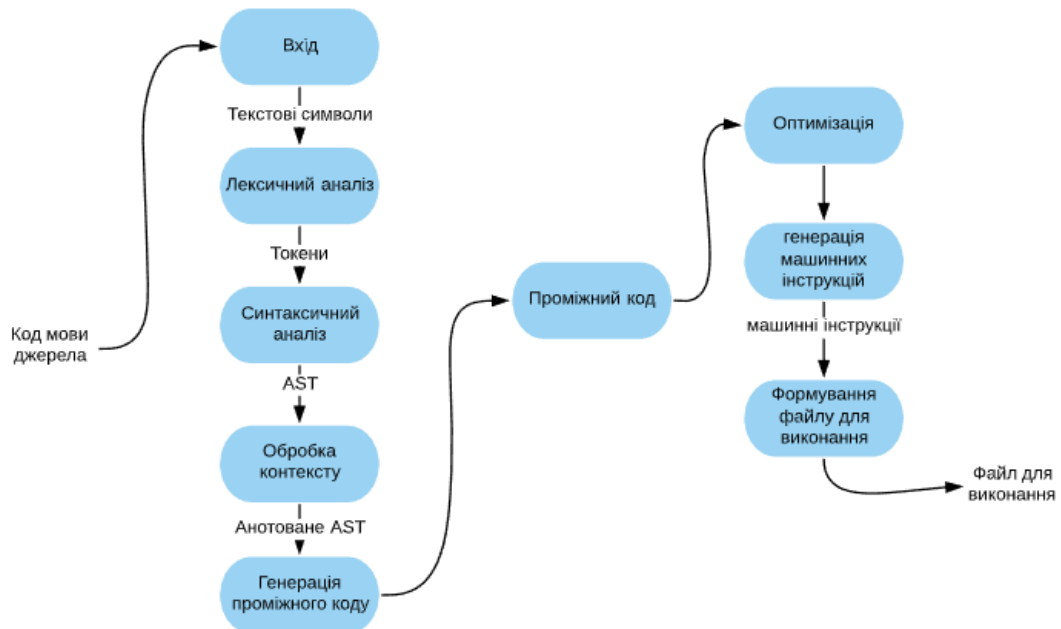 Код мови
джерела
Вхід
Текстові символи
Лексичний аналіз
Токени
Синтаксичний
аналіз
AST
Обробка
контексту
Анотоване AST
Генерація
проміжного коду
Проміжний код
Оптимізація
генерація
машинних
інструкцій
машинні інструкції
Формування
файлу для
виконання
Файл для
виконання